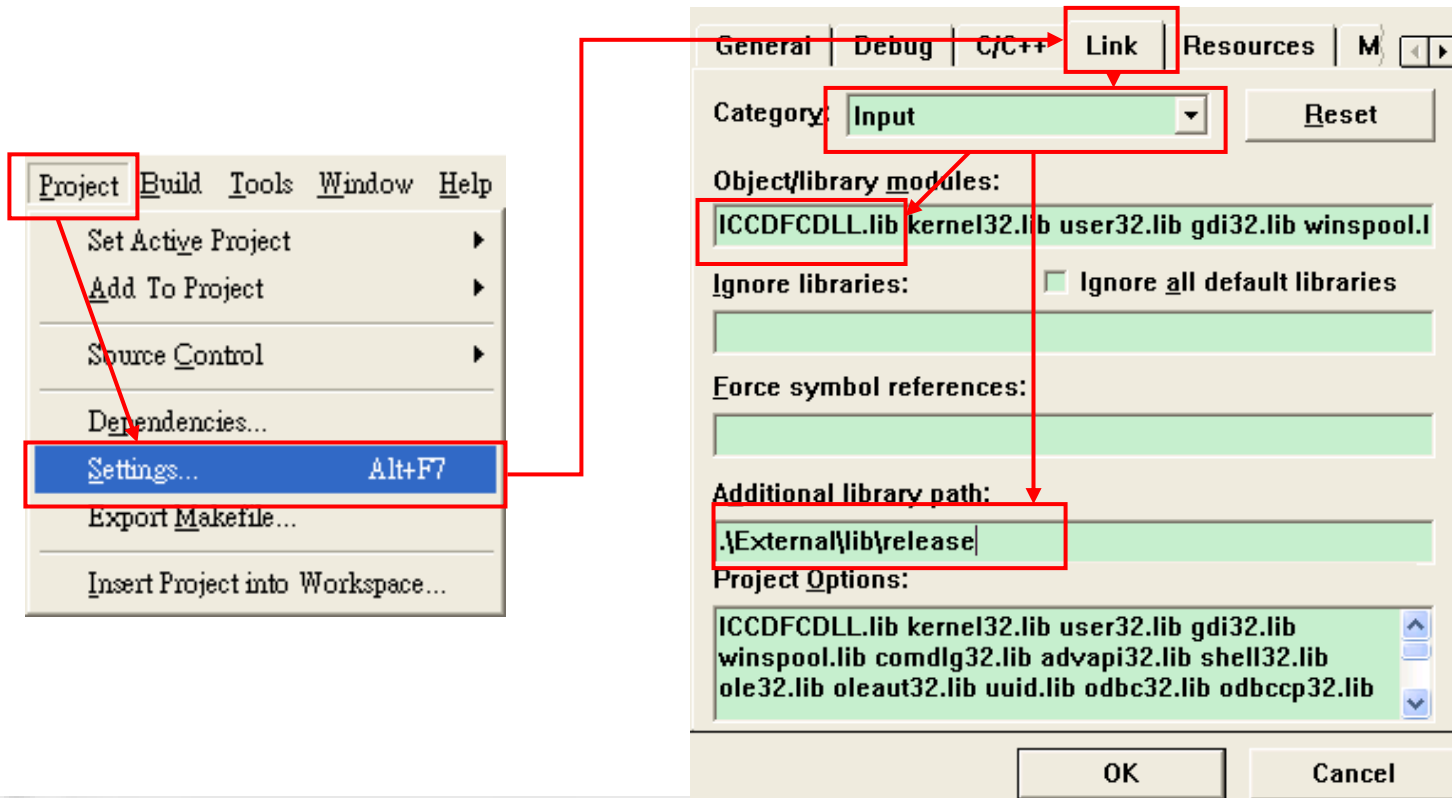 Project Build Tools Window Help
Set Active Project
Add To Project
Source Control
Dependencies...
Settings... Alt+F7
Export Makefile...
Insert Project into Workspace...
General Debug C/C++ Link Resources M
Category: Input Reset
Object/library modules:
ICCDFCDLL.lib kernel32.lib user32.lib gdi32.lib winspool.l
Ignore libraries: Ignore all default libraries
Force symbol references:
Additional library path:
.\External\lib\release
Project Options:
ICCDFCDLL.lib kernel32.lib user32.lib gdi32.lib
winspool.lib comdlg32.lib advapi32.lib shell32.lib
ole32.lib oleaut32.lib uuid.lib odbc32.lib odbccp32.lib
OK Cancel